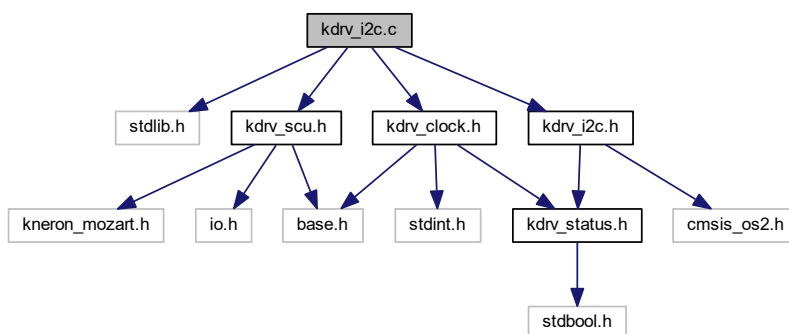 kdrv_i2c.c
stdlib.h
kdrv_scu.h
kdrv_clock.h
kdrv_i2c.h
kneron_mozart.h
io.h
base.h
stdint.h
kdrv_status.h
cmsis_os2.h
stdbool.h